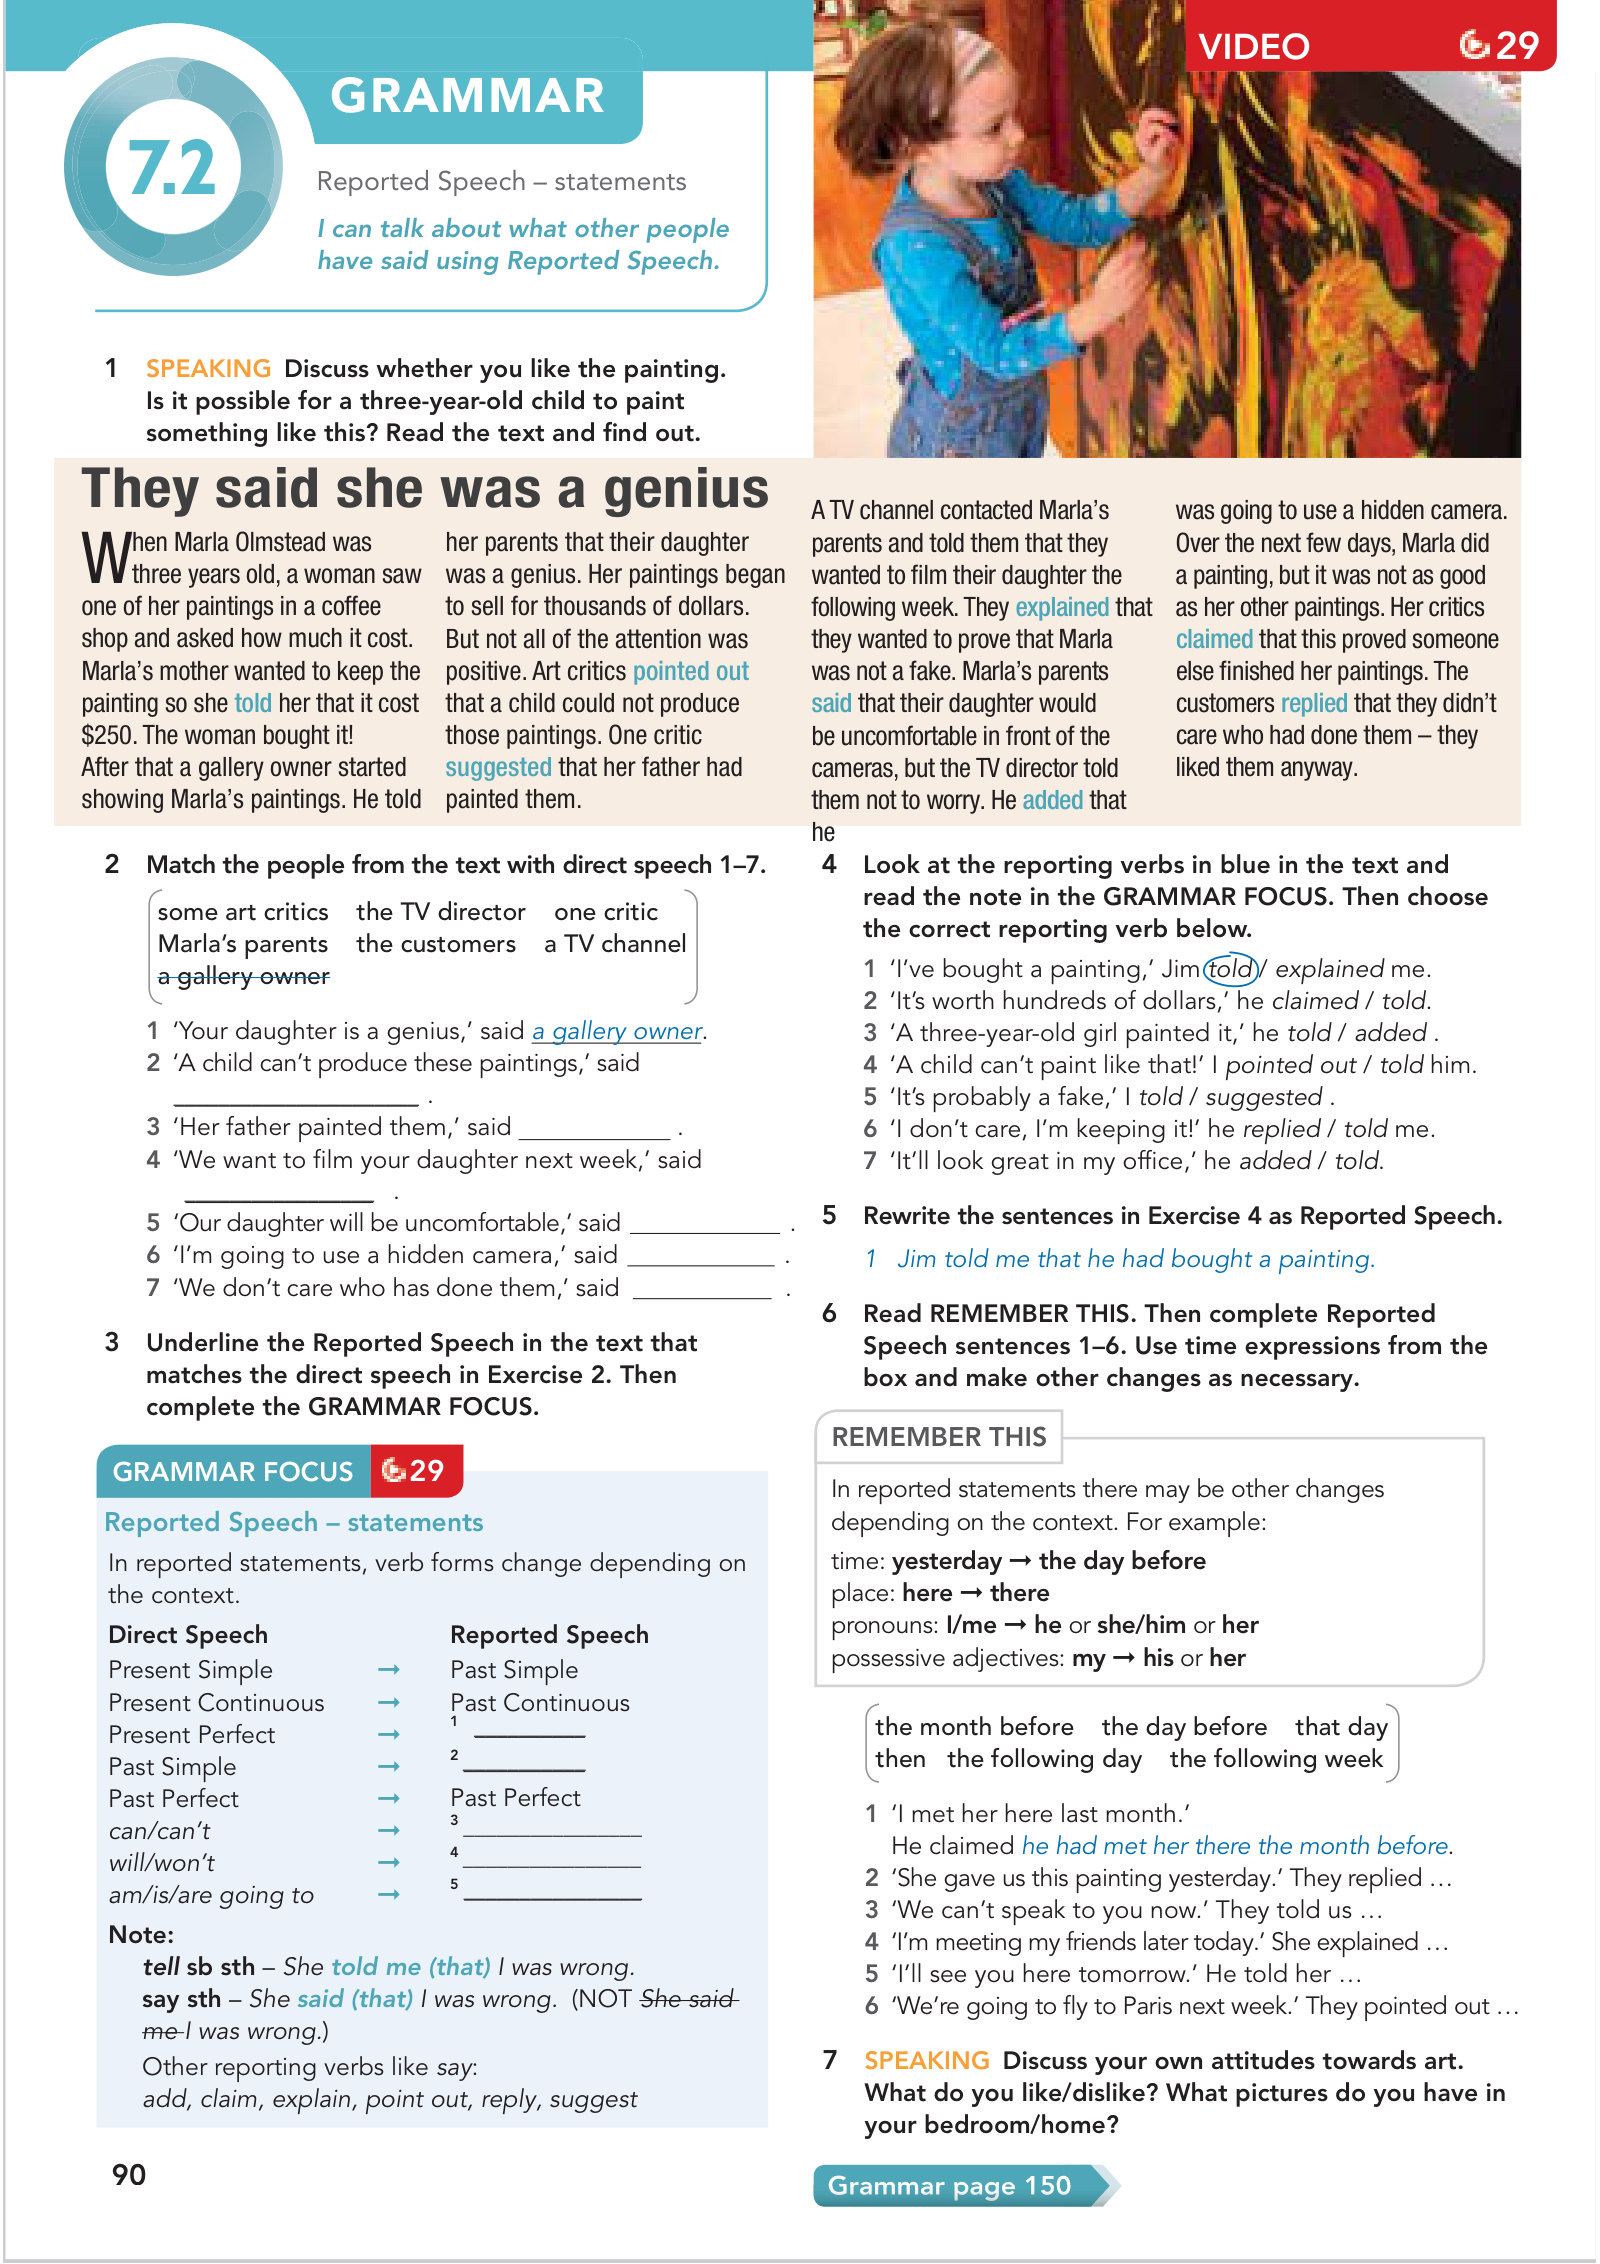 VIDEO 29
GRAMMAR
7.2
Reported Speech – statements
I can talk about what other people
have said using Reported Speech.
1 SPEAKING Discuss whether you like the painting.
Is it possible for a three-year-old child to paint
something like this? Read the text and find out.
They said she was a genius
When Marla Olmstead was
three years old, a woman saw
one of her paintings in a coffee
shop and asked how much it cost.
Marla's mother wanted to keep the
painting so she told her that it cost
$250. The woman bought it!
After that a gallery owner started
showing Marla's paintings. He told
her parents that their daughter
was a genius. Her paintings began
to sell for thousands of dollars.
But not all of the attention was
positive. Art critics pointed out
that a child could not produce
those paintings. One critic
suggested that her father had
painted them.
A TV channel contacted Marla's
parents and told them that they
wanted to film their daughter the
following week. They explained that
they wanted to prove that Marla
was not a fake. Marla's parents
said that their daughter would
be uncomfortable in front of the
cameras, but the TV director told
them not to worry. He added that
he
was going to use a hidden camera.
Over the next few days, Marla did
a painting, but it was not as good
as her other paintings. Her critics
claimed that this proved someone
else finished her paintings. The
customers replied that they didn't
care who had done them – they
liked them anyway.
2 Match the people from the text with direct speech 1–7.
some art critics the TV director one critic
Marla's parents the customers a TV channel
a gallery owner
1 'Your daughter is a genius,' said a gallery owner.
2 'A child can't produce these paintings,' said
____________________ .
3 'Her father painted them,' said ____________ .
4 'We want to film your daughter next week,' said
_______________ .
5 'Our daughter will be uncomfortable,' said ____________ .
6 'I'm going to use a hidden camera,' said ____________ .
7 'We don't care who has done them,' said ___________ .
3 Underline the Reported Speech in the text that
matches the direct speech in Exercise 2. Then
complete the GRAMMAR FOCUS.
GRAMMAR FOCUS 29
Reported Speech – statements
In reported statements, verb forms change depending on
the context.
Direct Speech Reported Speech
Present Simple → Past Simple
Present Continuous → Past Continuous
Present Perfect → 1 _________
Past Simple → 2 __________
Past Perfect → Past Perfect
can/can't → 3 ______________
will/won't → 4 ______________
am/is/are going to → 5 ______________
Note:
tell sb sth – She told me (that) I was wrong.
say sth – She said (that) I was wrong. (NOT She said
me I was wrong.)
Other reporting verbs like say:
add, claim, explain, point out, reply, suggest
90
4 Look at the reporting verbs in blue in the text and
read the note in the GRAMMAR FOCUS. Then choose
the correct reporting verb below.
1 'I've bought a painting,' Jim told / explained me.
2 'It's worth hundreds of dollars,' he claimed / told.
3 'A three-year-old girl painted it,' he told / added .
4 'A child can't paint like that!' I pointed out / told him.
5 'It's probably a fake,' I told / suggested .
6 'I don't care, I'm keeping it!' he replied / told me.
7 'It'll look great in my office,' he added / told.
5 Rewrite the sentences in Exercise 4 as Reported Speech.
1 Jim told me that he had bought a painting.
6 Read REMEMBER THIS. Then complete Reported
Speech sentences 1–6. Use time expressions from the
box and make other changes as necessary.
REMEMBER THIS
In reported statements there may be other changes
depending on the context. For example:
time: yesterday → the day before
place: here → there
pronouns: I/me → he or she/him or her
possessive adjectives: my → his or her
the month before the day before that day
then the following day the following week
1 'I met her here last month.'
He claimed he had met her there the month before.
2 'She gave us this painting yesterday.' They replied …
3 'We can't speak to you now.' They told us …
4 'I'm meeting my friends later today.' She explained …
5 'I'll see you here tomorrow.' He told her …
6 'We're going to fly to Paris next week.' They pointed out …
7 SPEAKING Discuss your own attitudes towards art.
What do you like/dislike? What pictures do you have in
your bedroom/home?
Grammar page 150